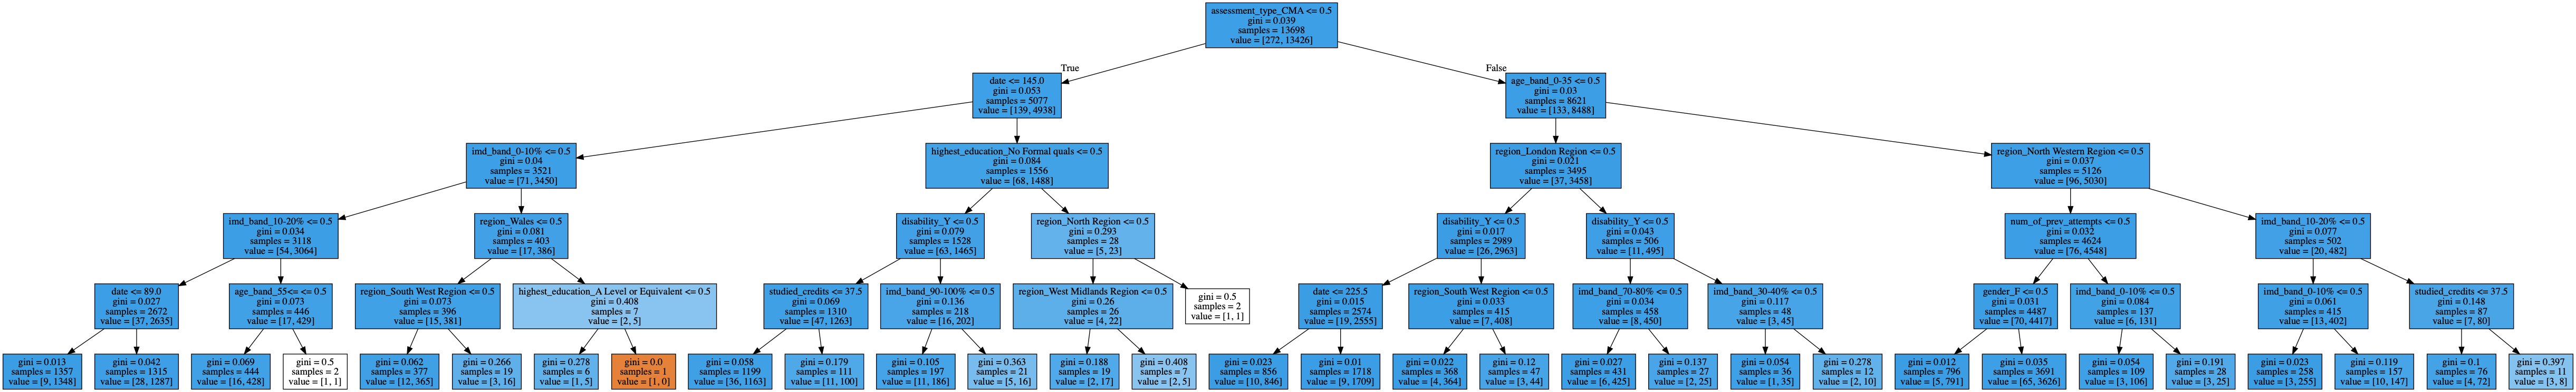 assessment_type_CMA <= 0.5
gini = 0.039
samples = 13698
value = [272, 13426]
True
False
date <= 145.0
gini = 0.053
samples = 5077
value = [139, 4938]
age_band_0-35 <= 0.5
gini = 0.03
samples = 8621
value = [133, 8488]
imd_band_0-10% <= 0.5
gini = 0.04
samples = 3521
value = [71, 3450]
highest_education_No Formal quals <= 0.5
gini = 0.084
samples = 1556
value = [68, 1488]
region_London Region <= 0.5
gini = 0.021
samples = 3495
value = [37, 3458]
region_North Western Region <= 0.5
gini = 0.037
samples = 5126
value = [96, 5030]
imd_band_10-20% <= 0.5
gini = 0.034
samples = 3118
value = [54, 3064]
region_Wales <= 0.5
gini = 0.081
samples = 403
value = [17, 386]
disability_Y <= 0.5
gini = 0.079
samples = 1528
value = [63, 1465]
region_North Region <= 0.5
gini = 0.293
samples = 28
value = [5, 23]
disability_Y <= 0.5
gini = 0.017
samples = 2989
value = [26, 2963]
disability_Y <= 0.5
gini = 0.043
samples = 506
value = [11, 495]
num_of_prev_attempts <= 0.5
gini = 0.032
samples = 4624
value = [76, 4548]
imd_band_10-20% <= 0.5
gini = 0.077
samples = 502
value = [20, 482]
date <= 89.0
gini = 0.027
samples = 2672
value = [37, 2635]
age_band_55<= <= 0.5
gini = 0.073
samples = 446
value = [17, 429]
region_South West Region <= 0.5
gini = 0.073
samples = 396
value = [15, 381]
highest_education_A Level or Equivalent <= 0.5
gini = 0.408
samples = 7
value = [2, 5]
studied_credits <= 37.5
gini = 0.069
samples = 1310
value = [47, 1263]
imd_band_90-100% <= 0.5
gini = 0.136
samples = 218
value = [16, 202]
region_West Midlands Region <= 0.5
gini = 0.26
samples = 26
value = [4, 22]
gini = 0.5
samples = 2
value = [1, 1]
date <= 225.5
gini = 0.015
samples = 2574
value = [19, 2555]
region_South West Region <= 0.5
gini = 0.033
samples = 415
value = [7, 408]
imd_band_70-80% <= 0.5
gini = 0.034
samples = 458
value = [8, 450]
imd_band_30-40% <= 0.5
gini = 0.117
samples = 48
value = [3, 45]
gender_F <= 0.5
gini = 0.031
samples = 4487
value = [70, 4417]
imd_band_0-10% <= 0.5
gini = 0.084
samples = 137
value = [6, 131]
imd_band_0-10% <= 0.5
gini = 0.061
samples = 415
value = [13, 402]
studied_credits <= 37.5
gini = 0.148
samples = 87
value = [7, 80]
gini = 0.013
samples = 1357
value = [9, 1348]
gini = 0.042
samples = 1315
value = [28, 1287]
gini = 0.069
samples = 444
value = [16, 428]
gini = 0.5
samples = 2
value = [1, 1]
gini = 0.062
samples = 377
value = [12, 365]
gini = 0.266
samples = 19
value = [3, 16]
gini = 0.278
samples = 6
value = [1, 5]
gini = 0.0
samples = 1
value = [1, 0]
gini = 0.058
samples = 1199
value = [36, 1163]
gini = 0.179
samples = 111
value = [11, 100]
gini = 0.105
samples = 197
value = [11, 186]
gini = 0.363
samples = 21
value = [5, 16]
gini = 0.188
samples = 19
value = [2, 17]
gini = 0.408
samples = 7
value = [2, 5]
gini = 0.023
samples = 856
value = [10, 846]
gini = 0.01
samples = 1718
value = [9, 1709]
gini = 0.022
samples = 368
value = [4, 364]
gini = 0.12
samples = 47
value = [3, 44]
gini = 0.027
samples = 431
value = [6, 425]
gini = 0.137
samples = 27
value = [2, 25]
gini = 0.054
samples = 36
value = [1, 35]
gini = 0.278
samples = 12
value = [2, 10]
gini = 0.012
samples = 796
value = [5, 791]
gini = 0.035
samples = 3691
value = [65, 3626]
gini = 0.054
samples = 109
value = [3, 106]
gini = 0.191
samples = 28
value = [3, 25]
gini = 0.023
samples = 258
value = [3, 255]
gini = 0.119
samples = 157
value = [10, 147]
gini = 0.1
samples = 76
value = [4, 72]
gini = 0.397
samples = 11
value = [3, 8]